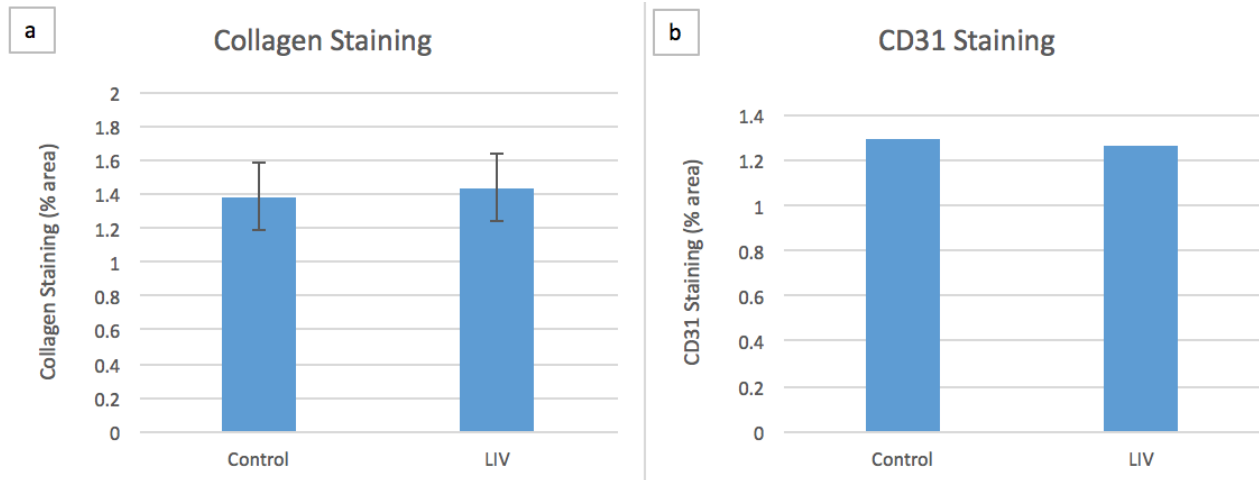 a
Collagen Staining
Collagen Staining (% area)
2
1.8
1.6
1.4
1.2
1
0.8
0.6
0.4
0.2
0
Control LIV
b
CD31 Staining
CD31 Staining (% area)
1.4
1.2
1
0.8
0.6
0.4
0.2
0
Control LIV